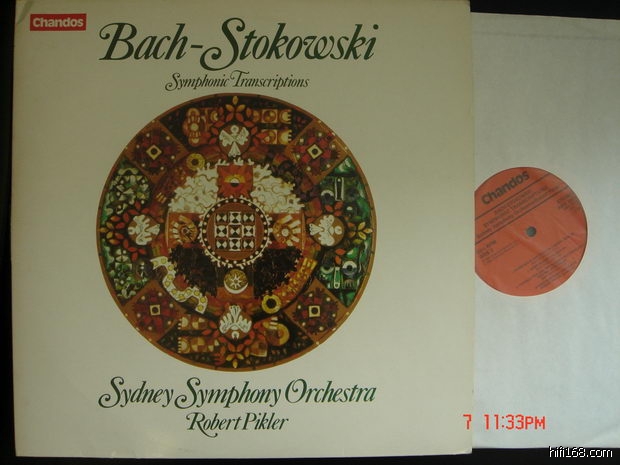 Chandos
Bach-Stokowski
Symphonic Transcriptions
Sydney Symphony Orchestra
Robert Pikler
Chandos
7 11:33PM
hifi168.com